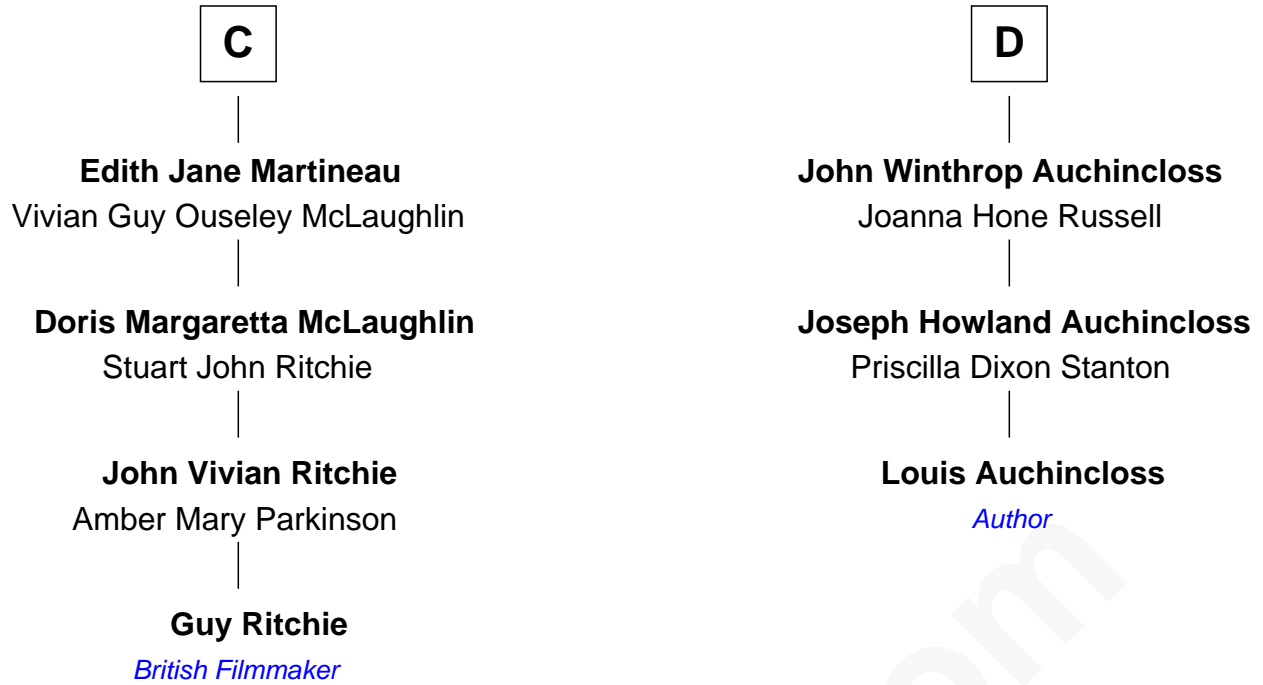 C
Edith Jane Martineau
Vivian Guy Ouseley McLaughlin
Doris Margaretta McLaughlin
Stuart John Ritchie
John Vivian Ritchie
Amber Mary Parkinson
Guy Ritchie
British Filmmaker
D
John Winthrop Auchincloss
Joanna Hone Russell
Joseph Howland Auchincloss
Priscilla Dixon Stanton
Louis Auchincloss
Author
om